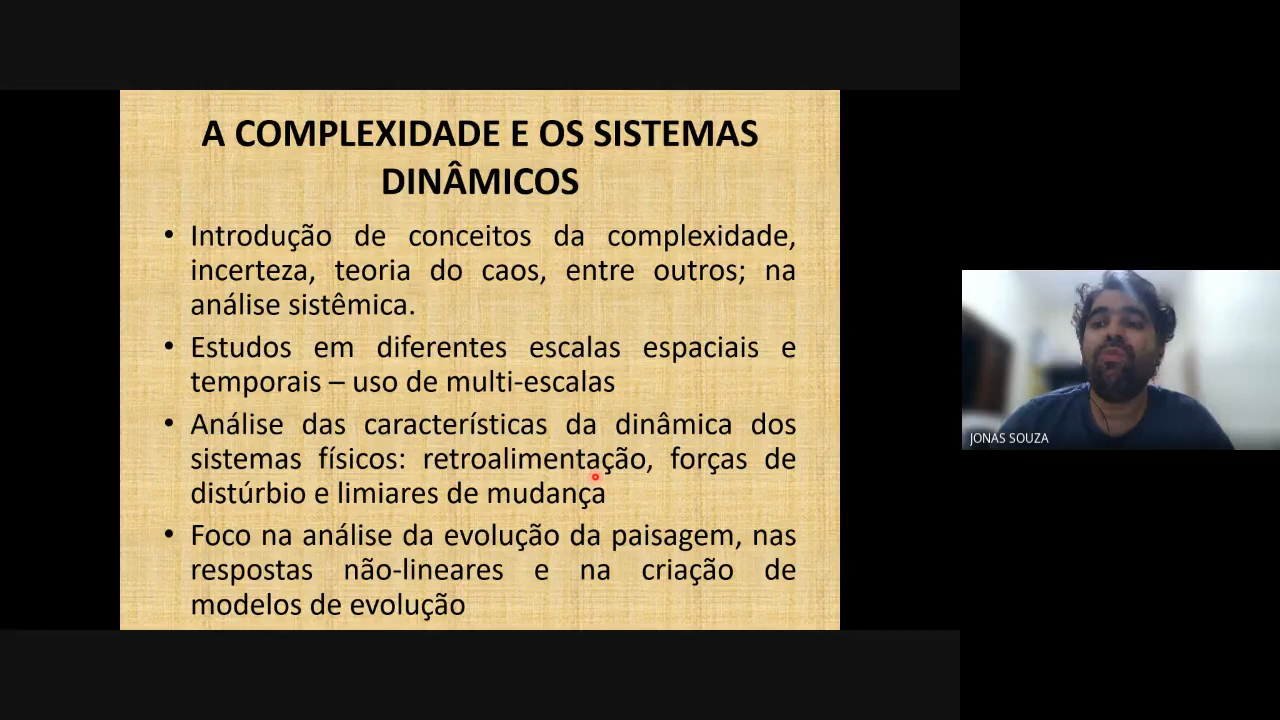 A COMPLEXIDADE E OS SISTEMAS
DINÂMICOS
• Introdução de conceitos da complexidade,
incerteza, teoria do caos, entre outros; na
análise sistêmica.
• Estudos em diferentes escalas espaciais e
temporais – uso de multi-escalas
• Análise das características da dinâmica dos
sistemas físicos: retroalimentação, forças de
distúrbio e limiares de mudança
• Foco na análise da evolução da paisagem, nas
respostas não-lineares e na criação de
modelos de evolução
JONAS SOUZA